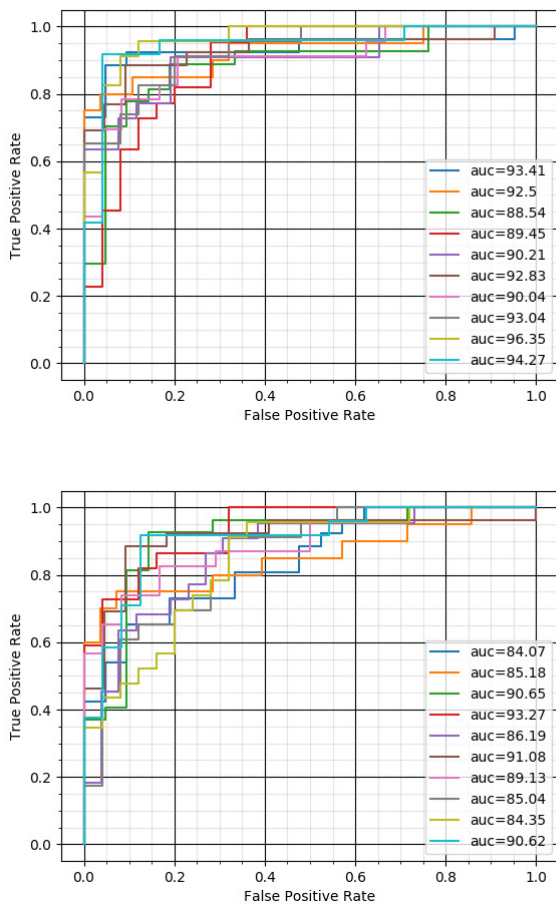 1.0
0.8
0.6
0.4
0.2
0.0
True Positive Rate
auc=93.41
auc=92.5
auc=88.54
auc=89.45
auc=90.21
auc=92.83
auc=90.04
auc=93.04
auc=96.35
auc=94.27
0.0 0.2 0.4 0.6 0.8 1.0
False Positive Rate
1.0
0.8
0.6
0.4
0.2
0.0
True Positive Rate
auc=84.07
auc=85.18
auc=90.65
auc=93.27
auc=86.19
auc=91.08
auc=89.13
auc=85.04
auc=84.35
auc=90.62
0.0 0.2 0.4 0.6 0.8 1.0
False Positive Rate